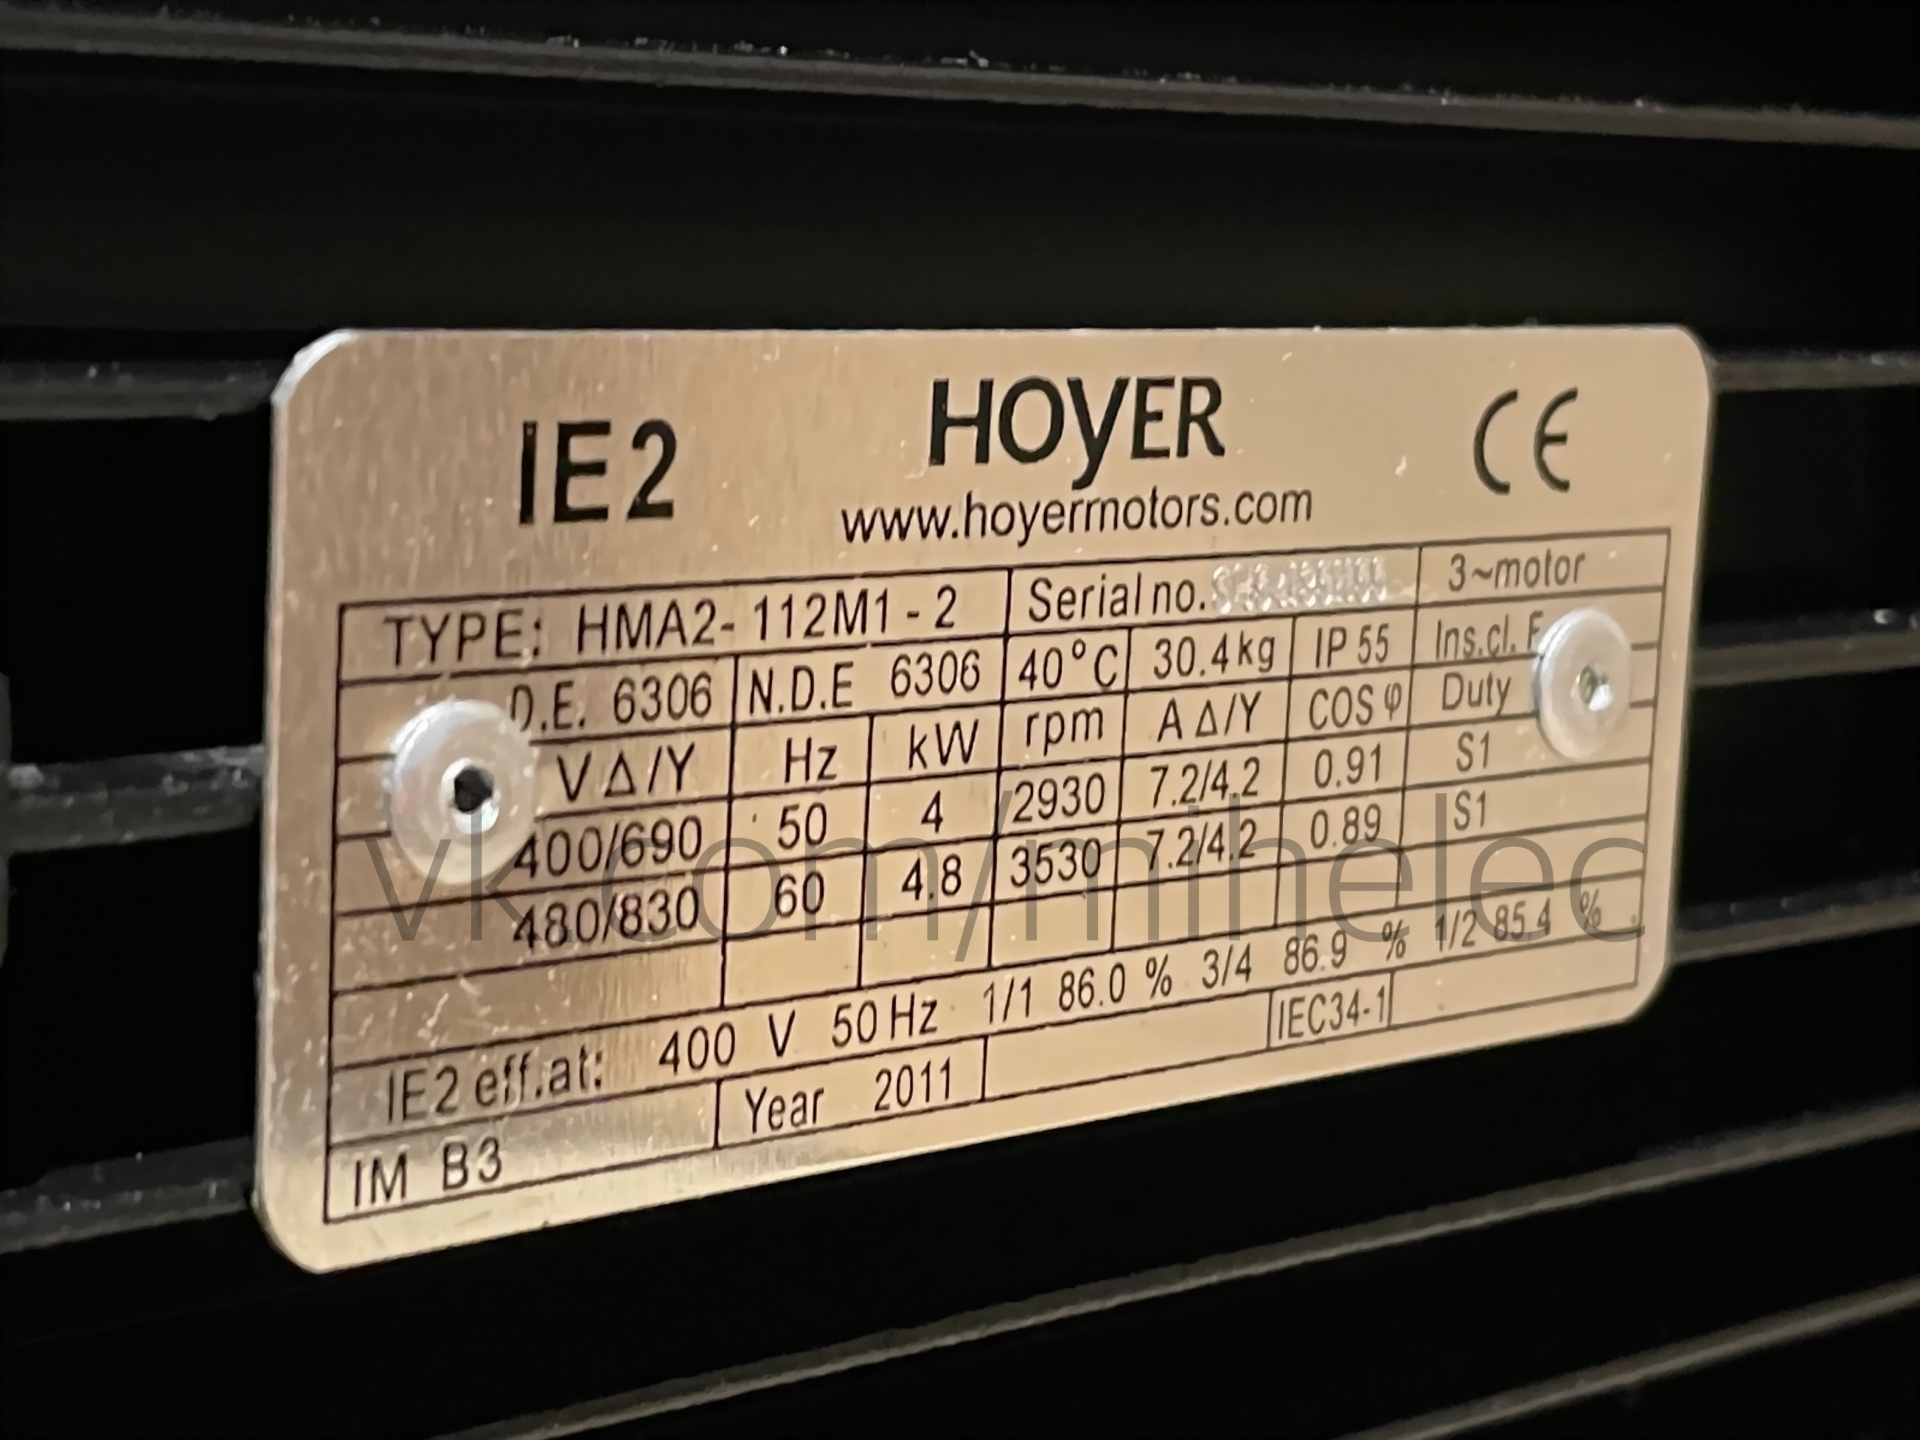 IE2 HOYER CE
www.hoyermotors.com
TYPE: HMA2-112M1-2 Serial no. 3~motor
D.E. 6306 N.D.E 6306 40°C 30.4kg IP 55 Ins.cl. F
V Δ/Y Hz kW rpm A Δ/Y COS φ Duty
400/690 50 4 2930 7.2/4.2 0.91 S1
480/830 60 4.8 3530 7.2/4.2 0.89 S1
vk.com/mihelec
IE2 eff.at: 400 V 50Hz 1/1 86.0 % 3/4 86.9 % 1/2 85.4 %
IM B3 Year 2011 IEC34-1